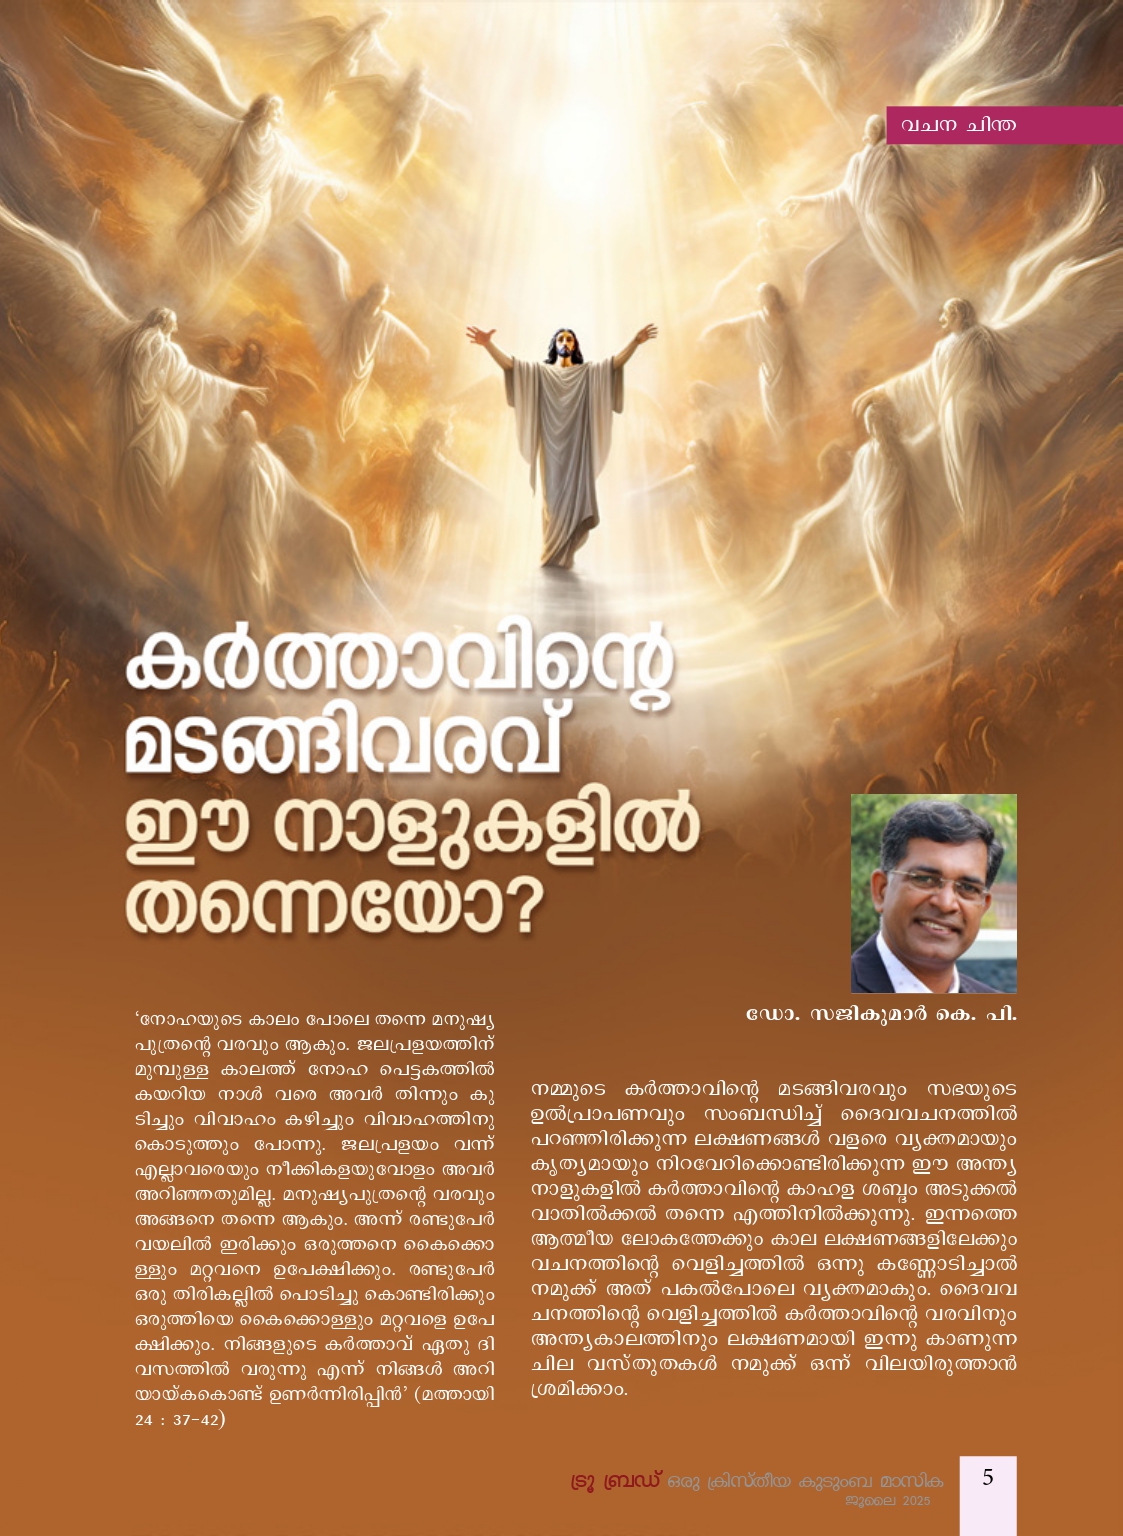 വചന ചിന്ത
കർത്താവിന്റെ
മടങ്ങിവരവ്
ഈ നാളുകളിൽ
തന്നെയോ?
ഡോ. സജികുമാർ കെ. പി.
‘നോഹയുടെ കാലം പോലെ തന്നെ മനുഷ്യ
പുത്രന്റെ വരവും ആകും. ജലപ്രളയത്തിന്
മുമ്പുള്ള കാലത്ത് നോഹ പെട്ടകത്തിൽ
കയറിയ നാൾ വരെ അവർ തിന്നും കു
ടിച്ചും വിവാഹം കഴിച്ചും വിവാഹത്തിനു
കൊടുത്തും പോന്നു. ജലപ്രളയം വന്ന്
എല്ലാവരെയും നീക്കികളയുവോളം അവർ
അറിഞ്ഞതുമില്ല. മനുഷ്യപുത്രന്റെ വരവും
അങ്ങനെ തന്നെ ആകും. അന്ന് രണ്ടുപേർ
വയലിൽ ഇരിക്കും ഒരുത്തനെ കൈക്കൊ
ള്ളും മറ്റവനെ ഉപേക്ഷിക്കും. രണ്ടുപേർ
ഒരു തിരികല്ലിൽ പൊടിച്ചു കൊണ്ടിരിക്കും
ഒരുത്തിയെ കൈക്കൊള്ളും മറ്റവളെ ഉപേ
ക്ഷിക്കും. നിങ്ങളുടെ കർത്താവ് ഏതു ദി
വസത്തിൽ വരുന്നു എന്ന് നിങ്ങൾ അറി
യായ്കകൊണ്ട് ഉണർന്നിരിപ്പിൻ’ (മത്തായി
24 : 37-42)
നമ്മുടെ കർത്താവിന്റെ മടങ്ങിവരവും സഭയുടെ
ഉൽപ്രാപണവും സംബന്ധിച്ച് ദൈവവചനത്തിൽ
പറഞ്ഞിരിക്കുന്ന ലക്ഷണങ്ങൾ വളരെ വ്യക്തമായും
കൃത്യമായും നിറവേറിക്കൊണ്ടിരിക്കുന്ന ഈ അന്ത്യ
നാളുകളിൽ കർത്താവിന്റെ കാഹള ശബ്ദം അടുക്കൽ
വാതിൽക്കൽ തന്നെ എത്തിനിൽക്കുന്നു. ഇന്നത്തെ
ആത്മീയ ലോകത്തേക്കും കാല ലക്ഷണങ്ങളിലേക്കും
വചനത്തിന്റെ വെളിച്ചത്തിൽ ഒന്നു കണ്ണോടിച്ചാൽ
നമുക്ക് അത് പകൽപോലെ വ്യക്തമാകും. ദൈവവ
ചനത്തിന്റെ വെളിച്ചത്തിൽ കർത്താവിന്റെ വരവിനും
അന്ത്യകാലത്തിനും ലക്ഷണമായി ഇന്നു കാണുന്ന
ചില വസ്തുതകൾ നമുക്ക് ഒന്ന് വിലയിരുത്താൻ
ശ്രമിക്കാം.
ട്രൂ ബ്രഡ് ഒരു ക്രിസ്തീയ കുടുംബ മാസിക
ജൂലൈ 2025
5